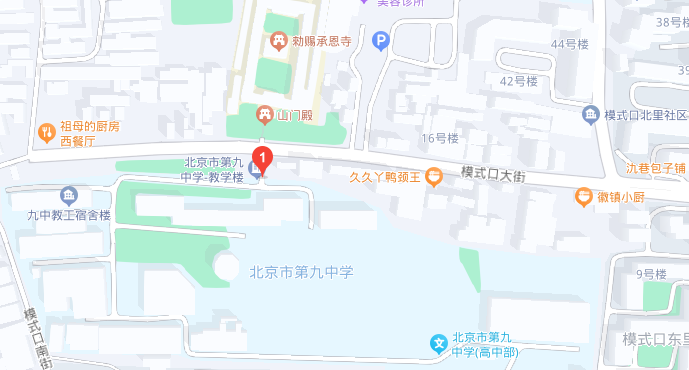 美容诊所
勅赐承恩寺
44号楼
38号楼
42号楼
39
山门殿
模式口北里社区
祖母的厨房
西餐厅
16号楼
北京市第九
中学-教学楼
1
久久丫鸭颈王
模式口大街
氿巷包子铺
徽镇小厨
九中教工宿舍楼
北京市第九中学
9号楼
模式口南街
北京市第九
中学(高中部)
模式口东里